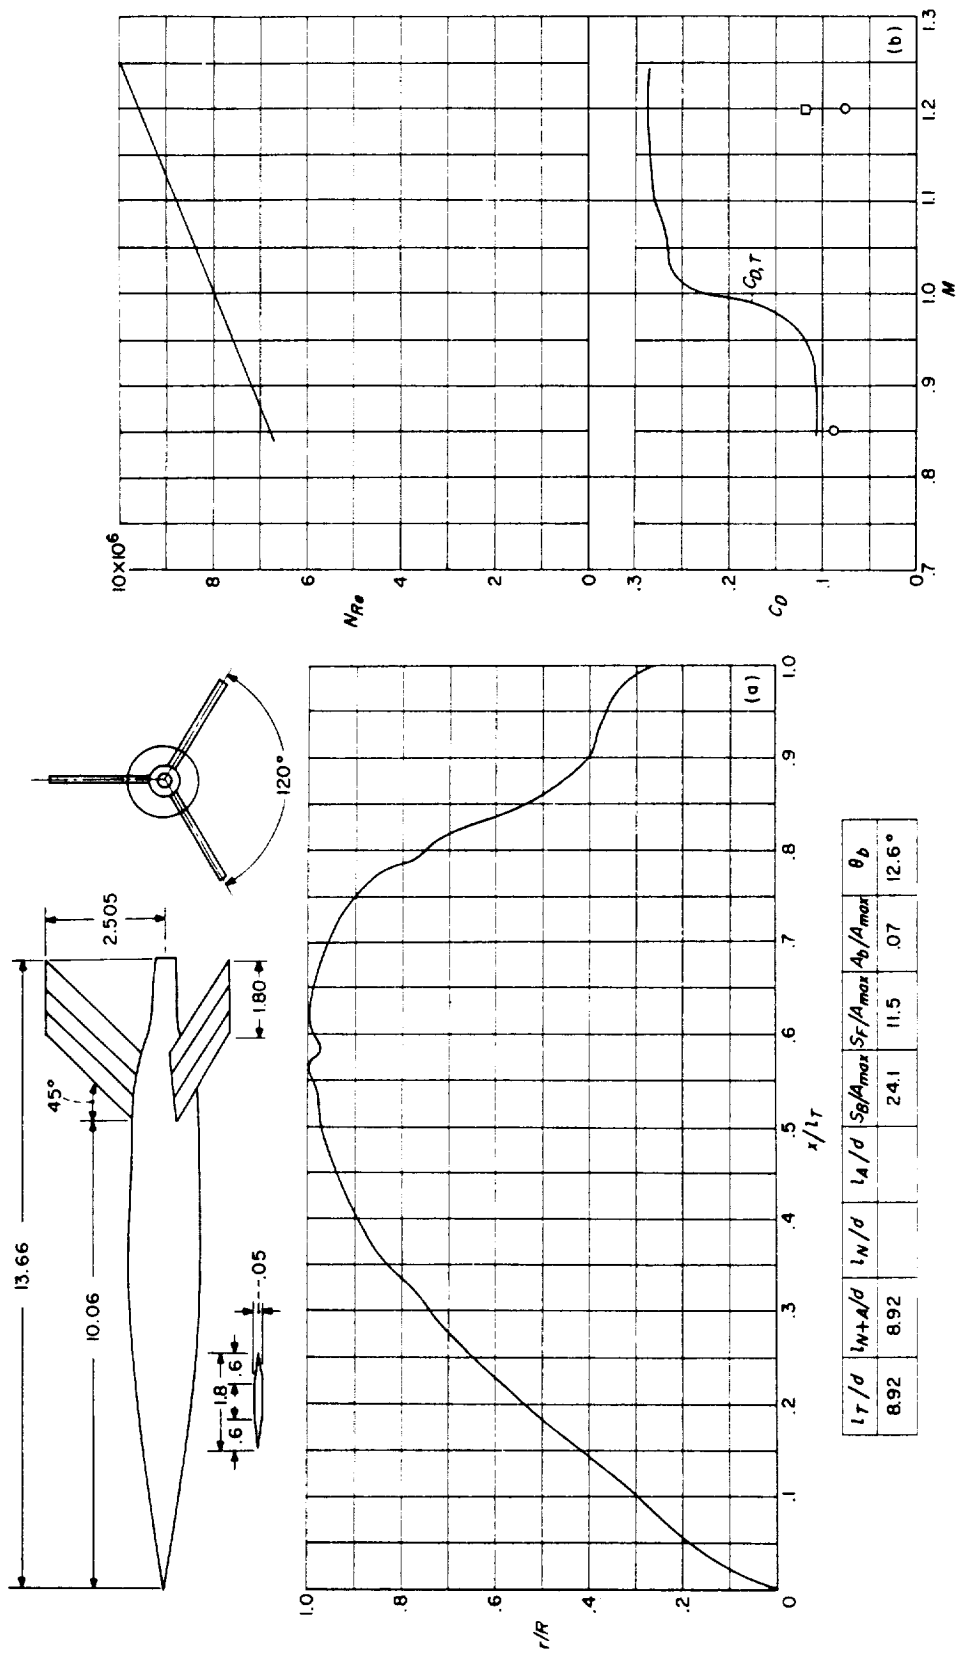 13.66
10.06
45°
2.505
1.80
120°
1.8
.6 .6
.05
r/R
1.0
.8
.6
.4
.2
0
0 .1 .2 .3 .4 .5 .6 .7 .8 .9 1.0
x/l_T
(a)
l_T/d l_N+A/d l_N/d l_A/d S_B/A_max S_F/A_max A_b/A_max θ_b
8.92 8.92 24.1 11.5 .07 12.6°
10×10⁶
8
6
4
2
0
N_Re
.3
.2
.1
0
C_D
C_D,T
.7 .8 .9 1.0 1.1 1.2 1.3
M
(b)